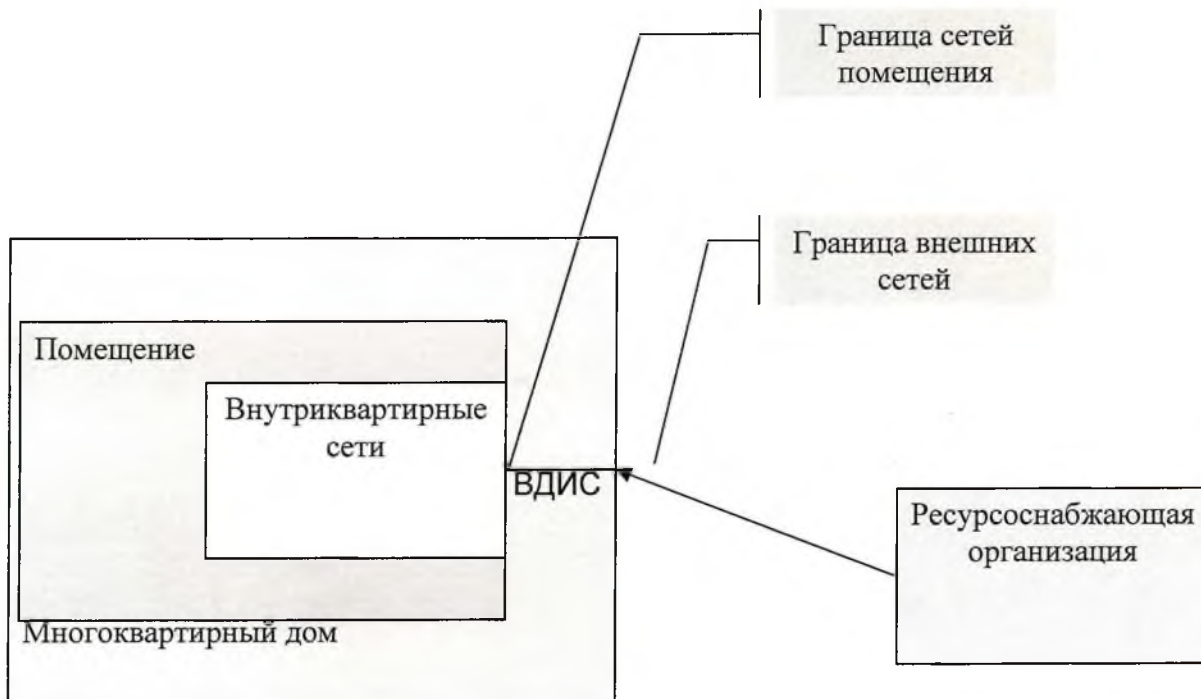 Граница сетей
помещения
Граница внешних
сетей
Помещение
Внутриквартирные
сети
ВДИС
Ресурсоснабжающая
организация
Многоквартирный дом